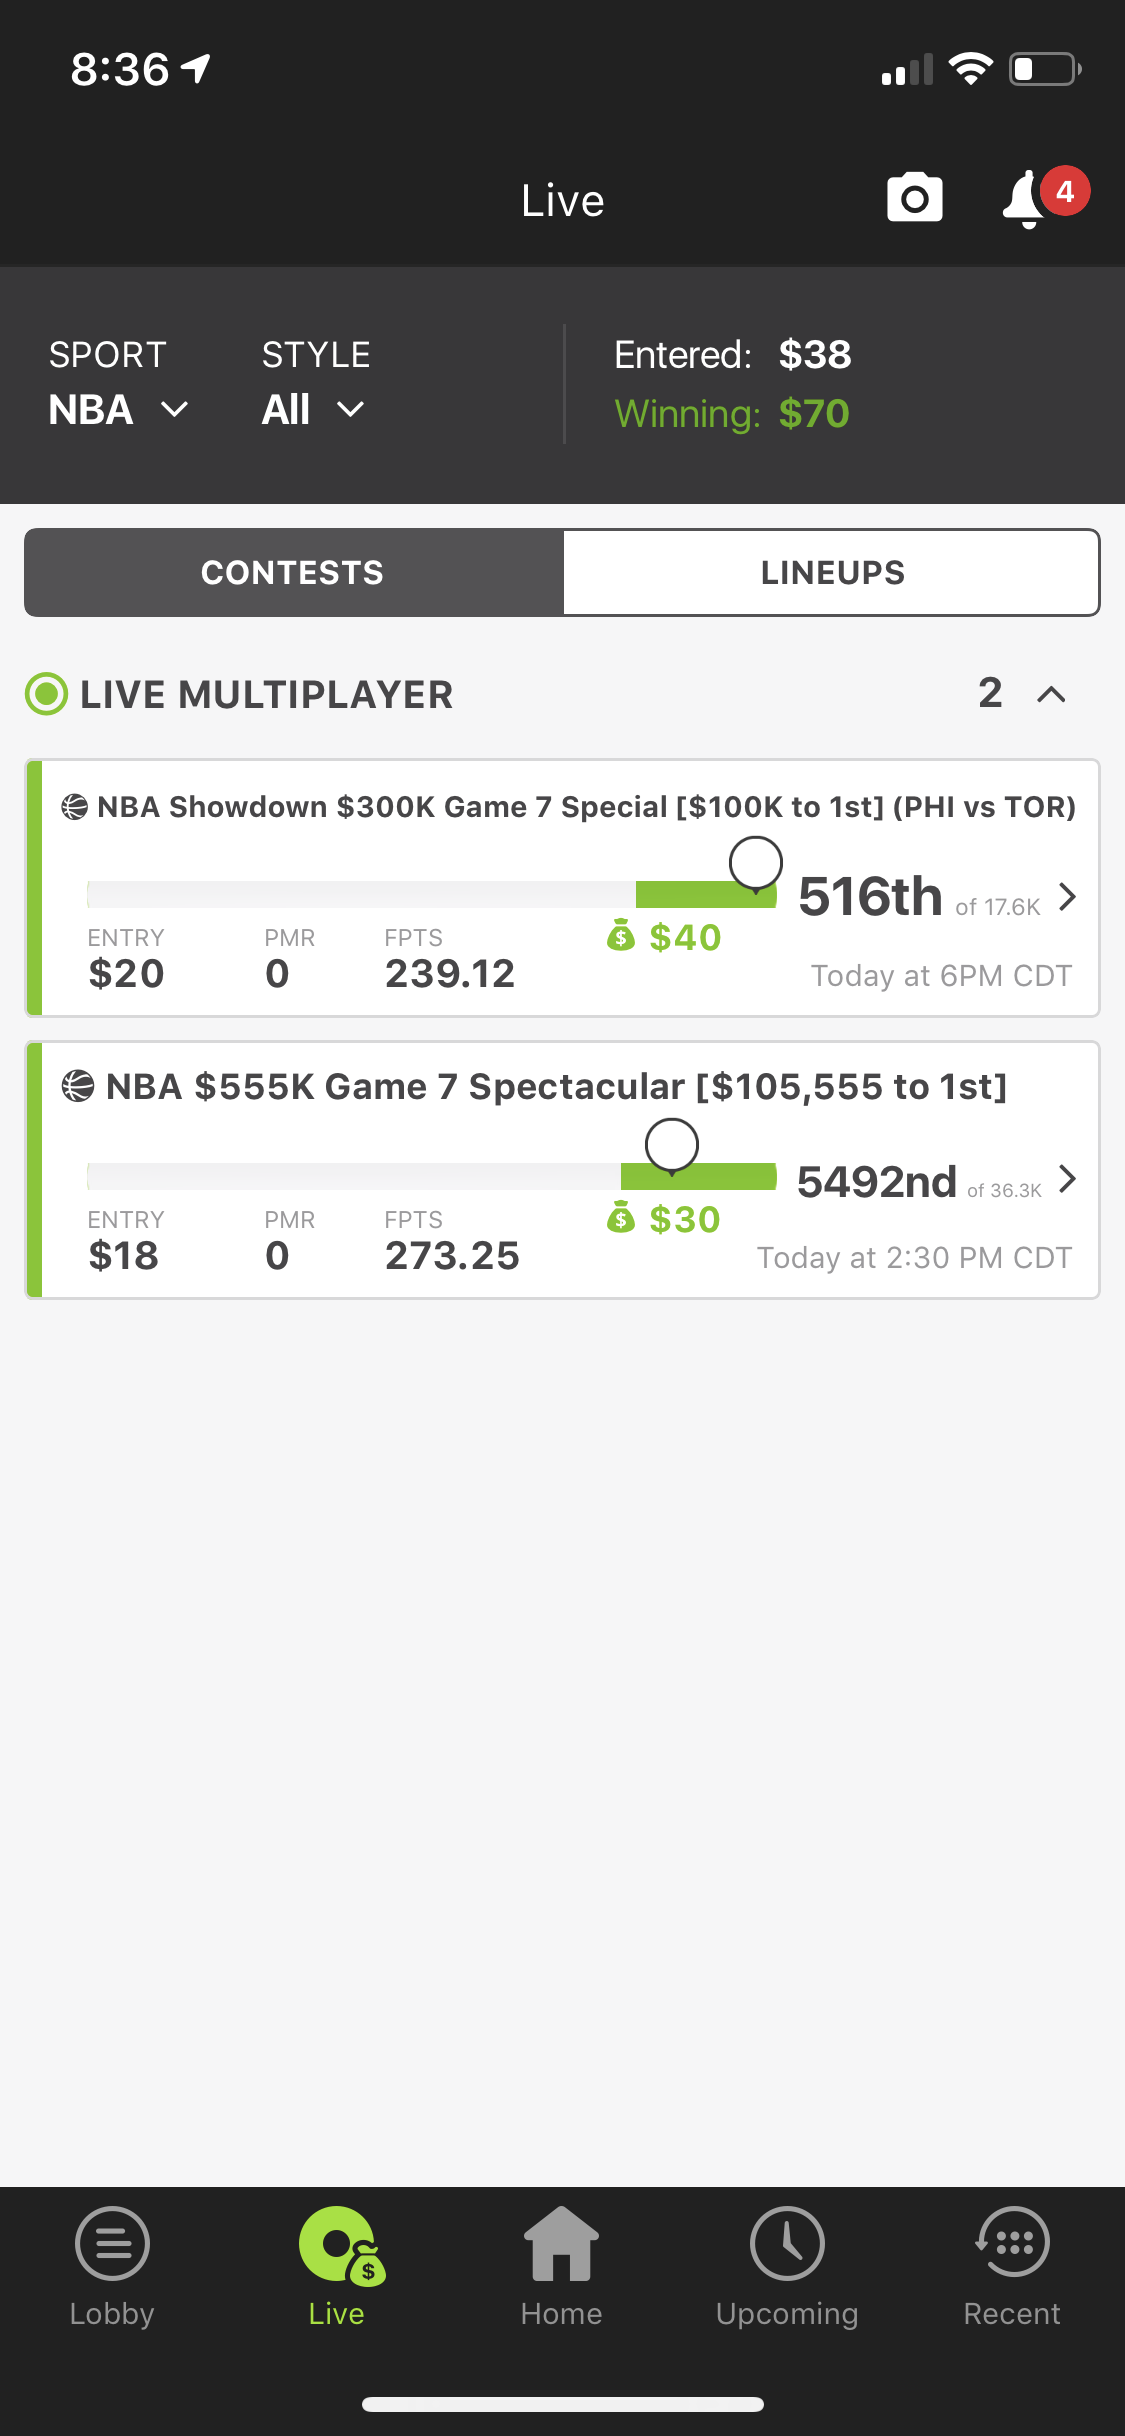 8:36
Live
4
SPORT STYLE Entered: $38
NBA All Winning: $70
CONTESTS LINEUPS
LIVE MULTIPLAYER 2
NBA Showdown $300K Game 7 Special [$100K to 1st] (PHI vs TOR)
516th of 17.6K
ENTRY PMR FPTS $ $40
$20 0 239.12 Today at 6PM CDT
NBA $555K Game 7 Spectacular [$105,555 to 1st]
5492nd of 36.3K
ENTRY PMR FPTS $ $30
$18 0 273.25 Today at 2:30 PM CDT
$
Lobby Live Home Upcoming Recent